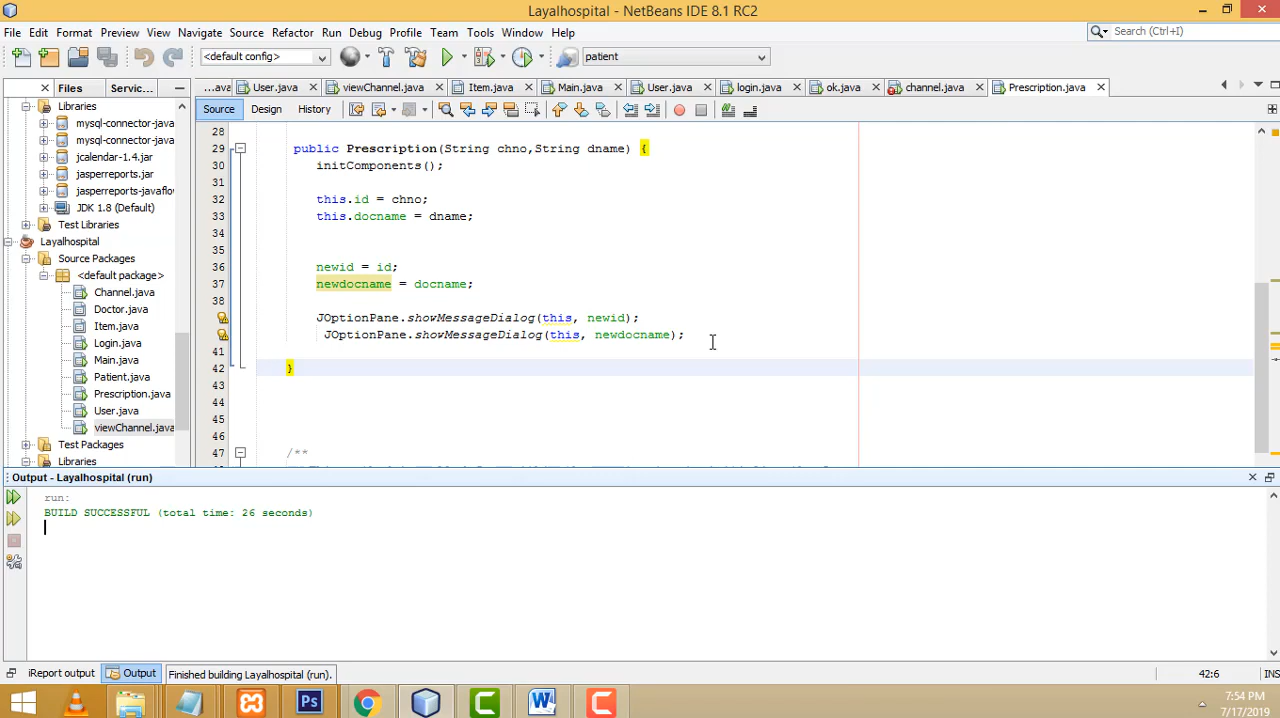 Layalhospital - NetBeans IDE 8.1 RC2
File Edit Format Preview View Navigate Source Refactor Run Debug Profile Team Tools Window Help
Search (Ctrl+I)
<default config> patient
Files Servic...
...ava User.java viewChannel.java Item.java Main.java User.java login.java ok.java channel.java Prescription.java
Source Design History
Libraries
mysql-connector-java
mysql-connector-java
jcalendar-1.4.jar
jasperreports.jar
jasperreports-javaflow
JDK 1.8 (Default)
Test Libraries
Layalhospital
Source Packages
<default package>
Channel.java
Doctor.java
Item.java
Login.java
Main.java
Patient.java
Prescription.java
User.java
viewChannel.java
Test Packages
Libraries
28
29 public Prescription(String chno,String dname) {
30 initComponents();
31
32 this.id = chno;
33 this.docname = dname;
34
35
36 newid = id;
37 newdocname = docname;
38
JOptionPane.showMessageDialog(this, newid);
JOptionPane.showMessageDialog(this, newdocname);
41
42 }
43
44
45
46
47 /**
Output - Layalhospital (run)
run:
BUILD SUCCESSFUL (total time: 26 seconds)
iReport output Output Finished building Layalhospital (run). 42:6 INS
Ps W C
7:54 PM
7/17/2019